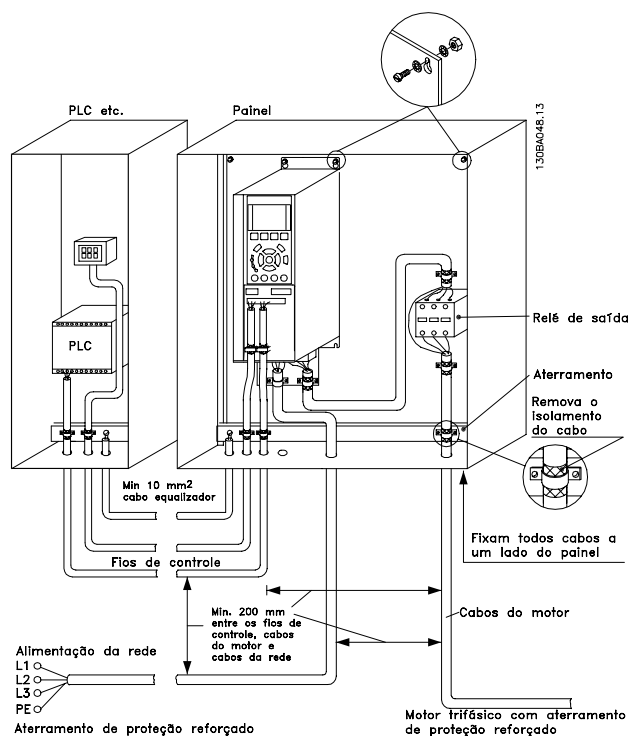 PLC etc.
Painel
130BA048.13
PLC
Relé de saída
Aterramento
Remova o
isolamento
do cabo
Min 10 mm2
cabo equalizador
Fios de controle
Fixam todos cabos a
um lado do painel
Min. 200 mm
entre os fios de
controle, cabos
do motor e
cabos da rede
Cabos do motor
Alimentação da rede
L1
L2
L3
PE
Aterramento de proteção reforçado
Motor trifásico com aterramento
de proteção reforçado